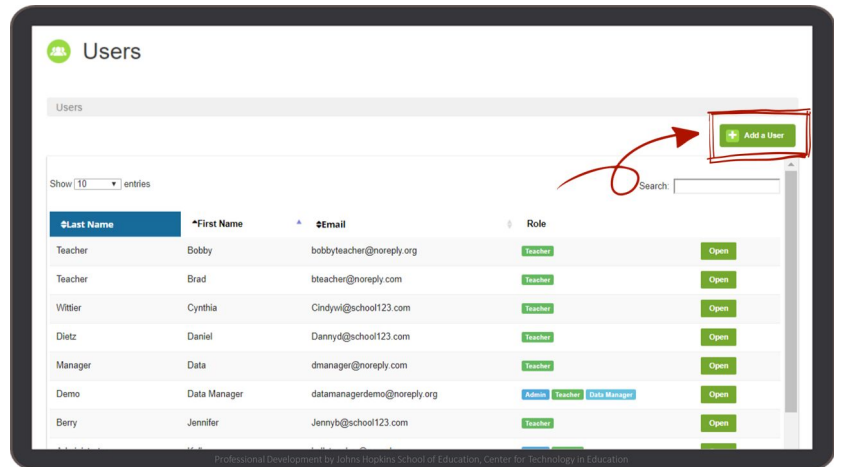 Users
Users
Add a User
Show 10 entries
Search:
Last Name First Name Email Role
Teacher Bobby bobbyteacher@noreply.org Teacher Open
Teacher Brad bteacher@noreply.com Teacher Open
Wittier Cynthia Cindywi@school123.com Teacher Open
Dietz Daniel Dannyd@school123.com Teacher Open
Manager Data dmanager@noreply.com Teacher Open
Demo Data Manager datamanagerdemo@noreply.org Admin Teacher Data Manager Open
Berry Jennifer Jennyb@school123.com Teacher Open
Professional Development by Johns Hopkins School of Education, Center for Technology in Education